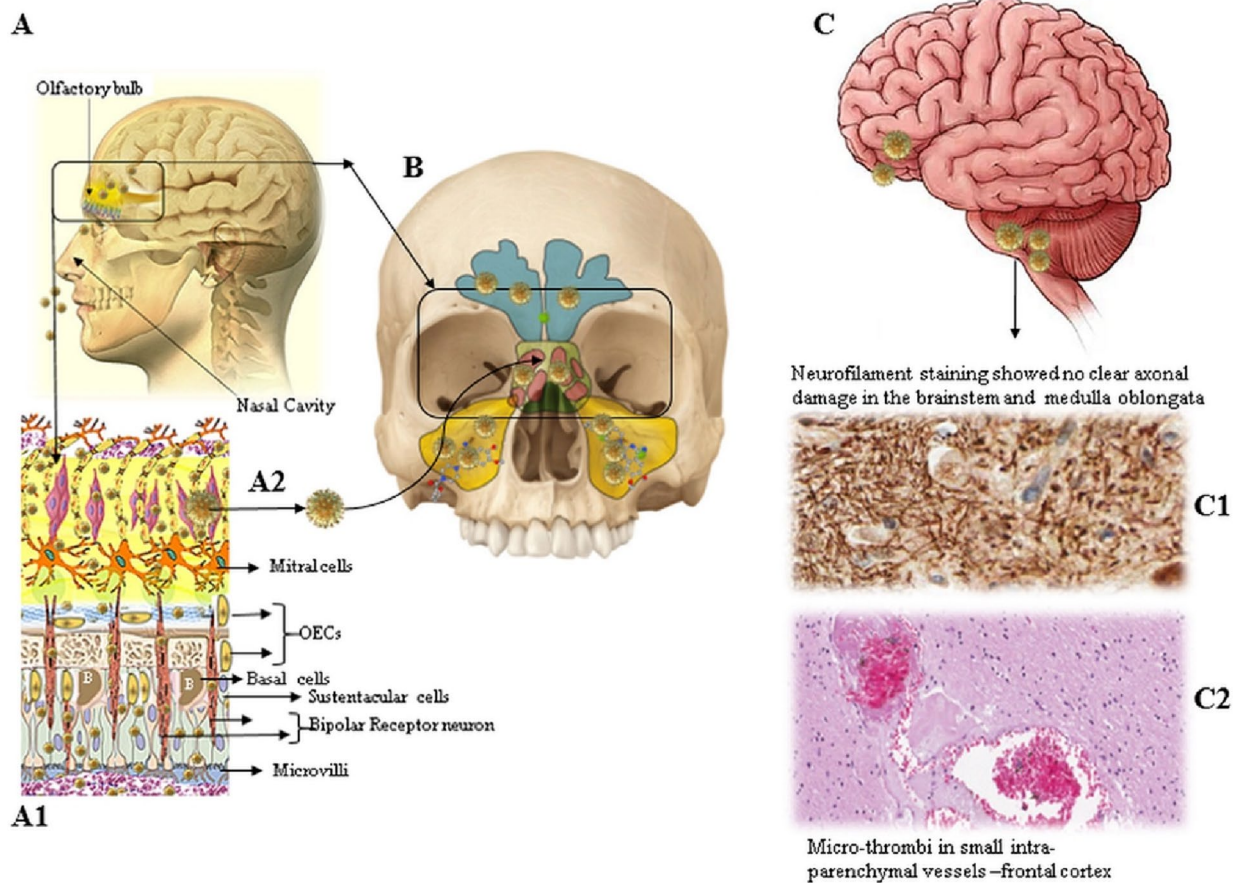 A
Olfactory bulb
Nasal Cavity
A2
Mitral cells
OECs
B
B
Basal cells
Sustentacular cells
Bipolar Receptor neuron
Microvilli
A1
B
C
Neurofilament staining showed no clear axonal
damage in the brainstem and medulla oblongata
C1
C2
Micro-thrombi in small intra-
parenchymal vessels –frontal cortex